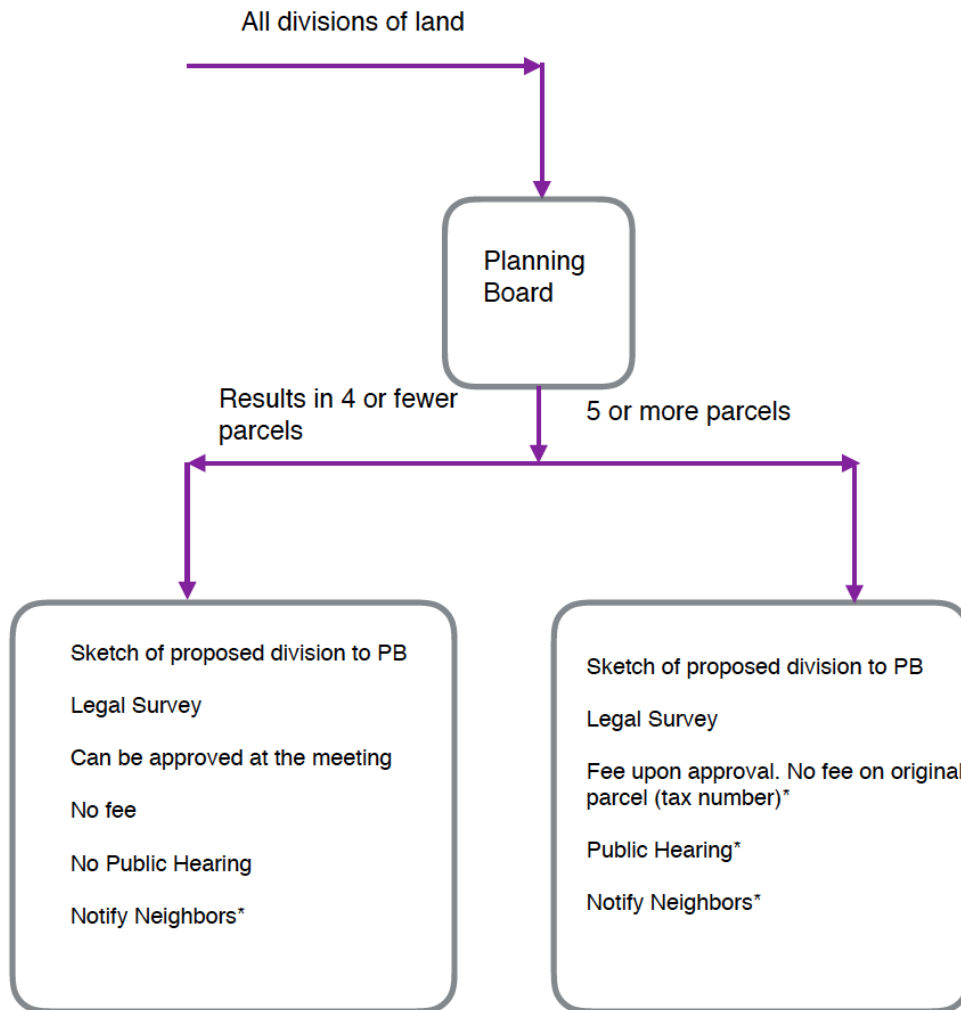 All divisions of land
Planning
Board
Results in 4 or fewer
parcels
5 or more parcels
Sketch of proposed division to PB
Legal Survey
Can be approved at the meeting
No fee
No Public Hearing
Notify Neighbors*
Sketch of proposed division to PB
Legal Survey
Fee upon approval. No fee on original
parcel (tax number)*
Public Hearing*
Notify Neighbors*